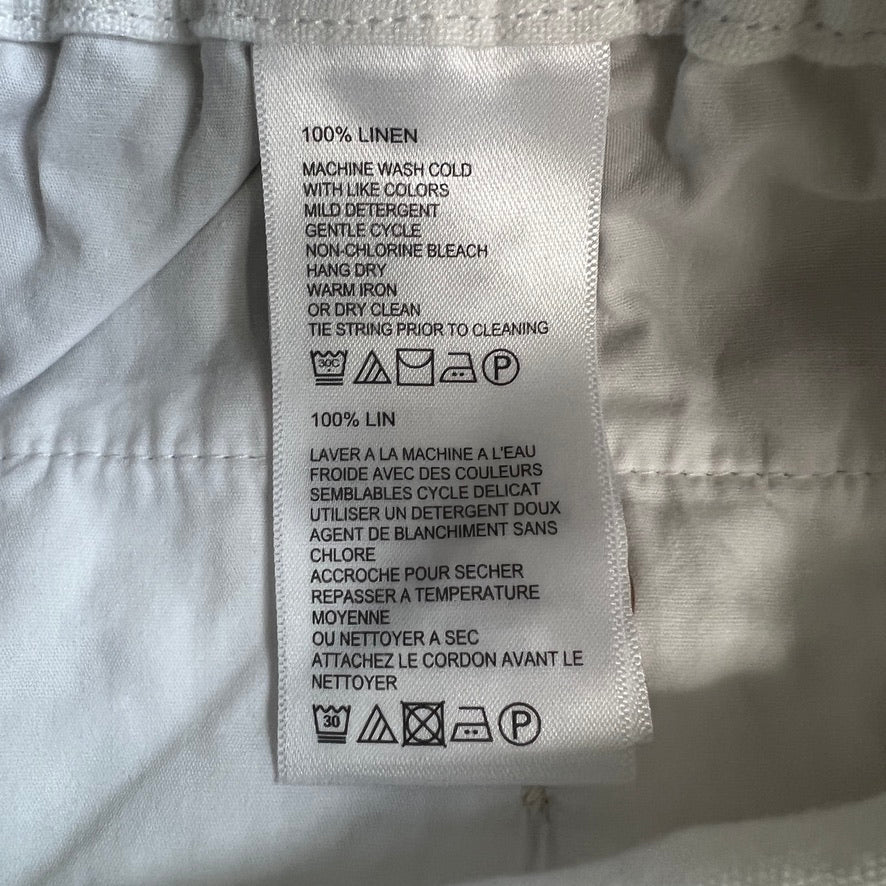 100% LINEN
MACHINE WASH COLD
WITH LIKE COLORS
MILD DETERGENT
GENTLE CYCLE
NON-CHLORINE BLEACH
HANG DRY
WARM IRON
OR DRY CLEAN
TIE STRING PRIOR TO CLEANING
30C P
100% LIN
LAVER A LA MACHINE A L'EAU
FROIDE AVEC DES COULEURS
SEMBLABLES CYCLE DELICAT
UTILISER UN DETERGENT DOUX
AGENT DE BLANCHIMENT SANS
CHLORE
ACCROCHE POUR SECHER
REPASSER A TEMPERATURE
MOYENNE
OU NETTOYER A SEC
ATTACHEZ LE CORDON AVANT LE
NETTOYER
30 P